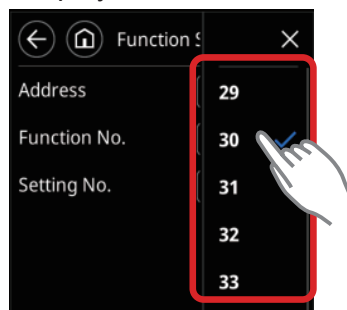 Function S
Address
Function No.
Setting No.
29
30
31
32
33